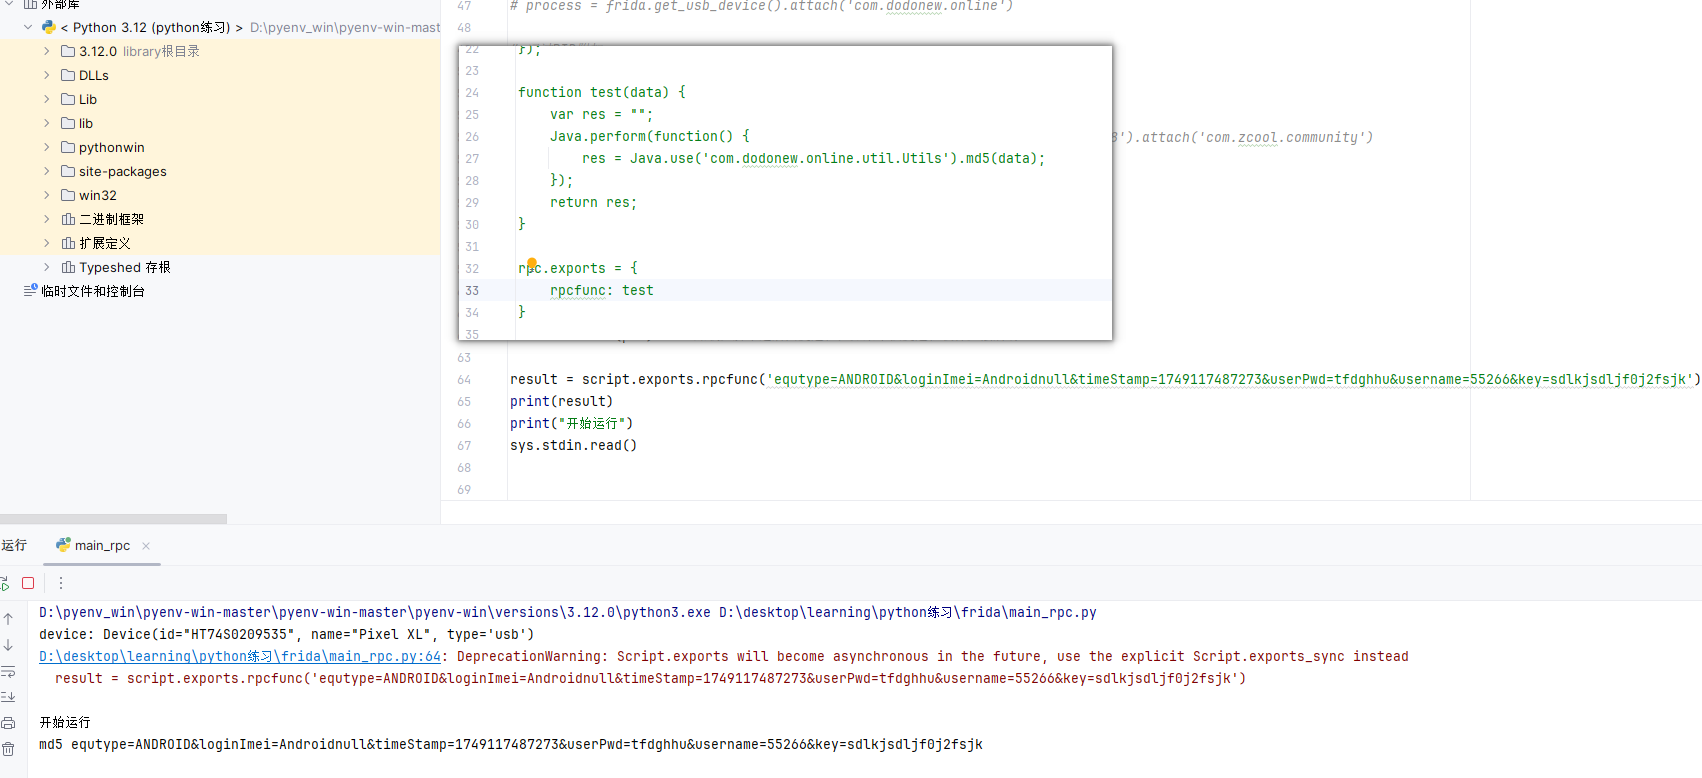 外部库
< Python 3.12 (python练习) > D:\pyenv_win\pyenv-win-mast
3.12.0 library根目录
DLLs
Lib
lib
pythonwin
site-packages
win32
二进制框架
扩展定义
Typeshed 存根
临时文件和控制台
47 # process = frida.get_usb_device().attach('com.dodonew.online')
48
22 });
23
24 function test(data) {
25 var res = "";
26 Java.perform(function() {
8').attach('com.zcool.community')
27 res = Java.use('com.dodonew.online.util.Utils').md5(data);
28 });
29 return res;
30 }
31
32 rpc.exports = {
33 rpcfunc: test
34 }
35
63
64 result = script.exports.rpcfunc('equtype=ANDROID&loginImei=Androidnull&timeStamp=1749117487273&userPwd=tfdghhu&username=55266&key=sdlkjsdljf0j2fsjk')
65 print(result)
66 print("开始运行")
67 sys.stdin.read()
68
69
运行
main_rpc
D:\pyenv_win\pyenv-win-master\pyenv-win-master\pyenv-win\versions\3.12.0\python3.exe D:\desktop\learning\python练习\frida\main_rpc.py
device: Device(id="HT74S0209535", name="Pixel XL", type='usb')
D:\desktop\learning\python练习\frida\main_rpc.py:64: DeprecationWarning: Script.exports will become asynchronous in the future, use the explicit Script.exports_sync instead
result = script.exports.rpcfunc('equtype=ANDROID&loginImei=Androidnull&timeStamp=1749117487273&userPwd=tfdghhu&username=55266&key=sdlkjsdljf0j2fsjk')
开始运行
md5 equtype=ANDROID&loginImei=Androidnull&timeStamp=1749117487273&userPwd=tfdghhu&username=55266&key=sdlkjsdljf0j2fsjk